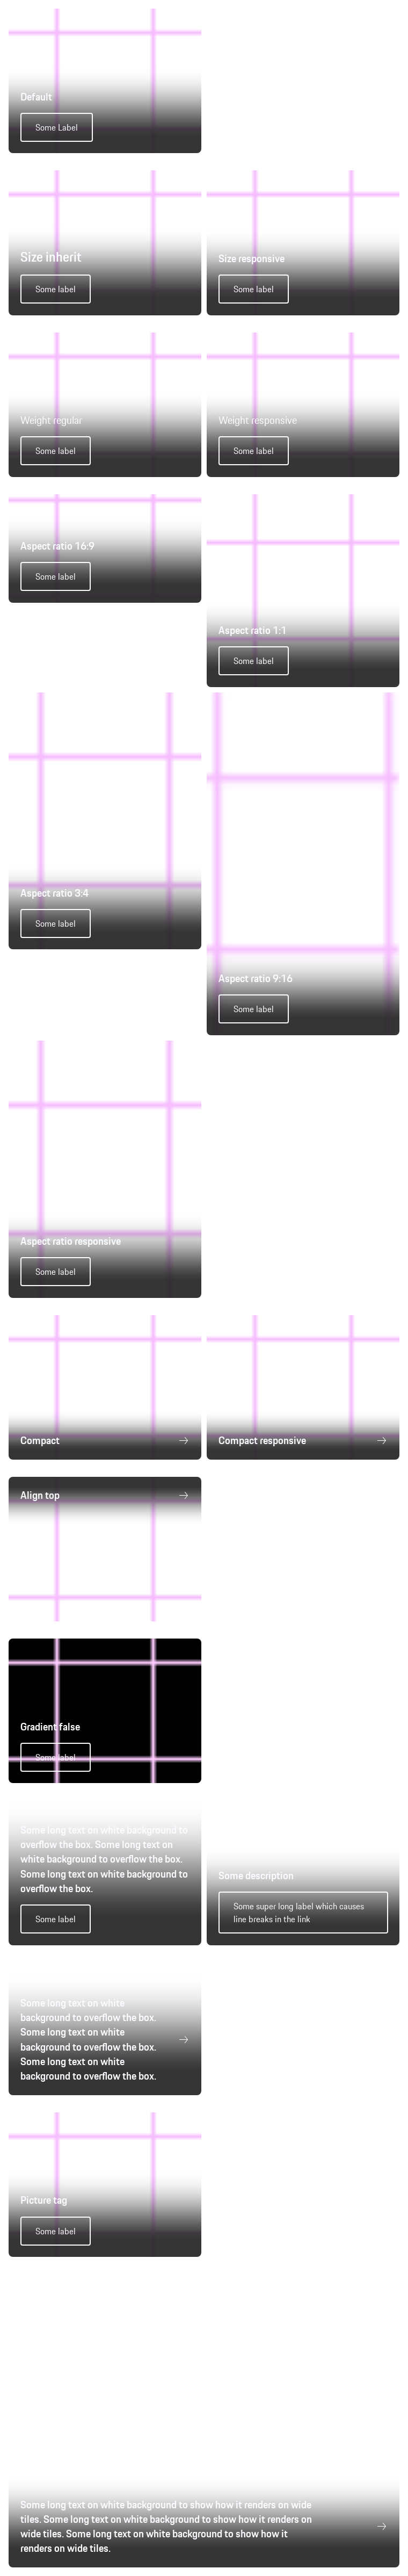 Default
Some Label
Size inherit
Some label
Size responsive
Some label
Weight regular
Some label
Weight responsive
Some label
Aspect ratio 16:9
Some label
Aspect ratio 1:1
Some label
Aspect ratio 3:4
Some label
Aspect ratio 9:16
Some label
Aspect ratio responsive
Some label
Compact
Compact responsive
Align top
Gradient false
Some label
Some long text on white background to
overflow the box. Some long text on
white background to overflow the box.
Some long text on white background to
overflow the box.
Some label
Some description
Some super long label which causes
line breaks in the link
Some long text on white
background to overflow the box.
Some long text on white
background to overflow the box.
Some long text on white
background to overflow the box.
Picture tag
Some label
Some long text on white background to show how it renders on wide
tiles. Some long text on white background to show how it renders on
wide tiles. Some long text on white background to show how it
renders on wide tiles.